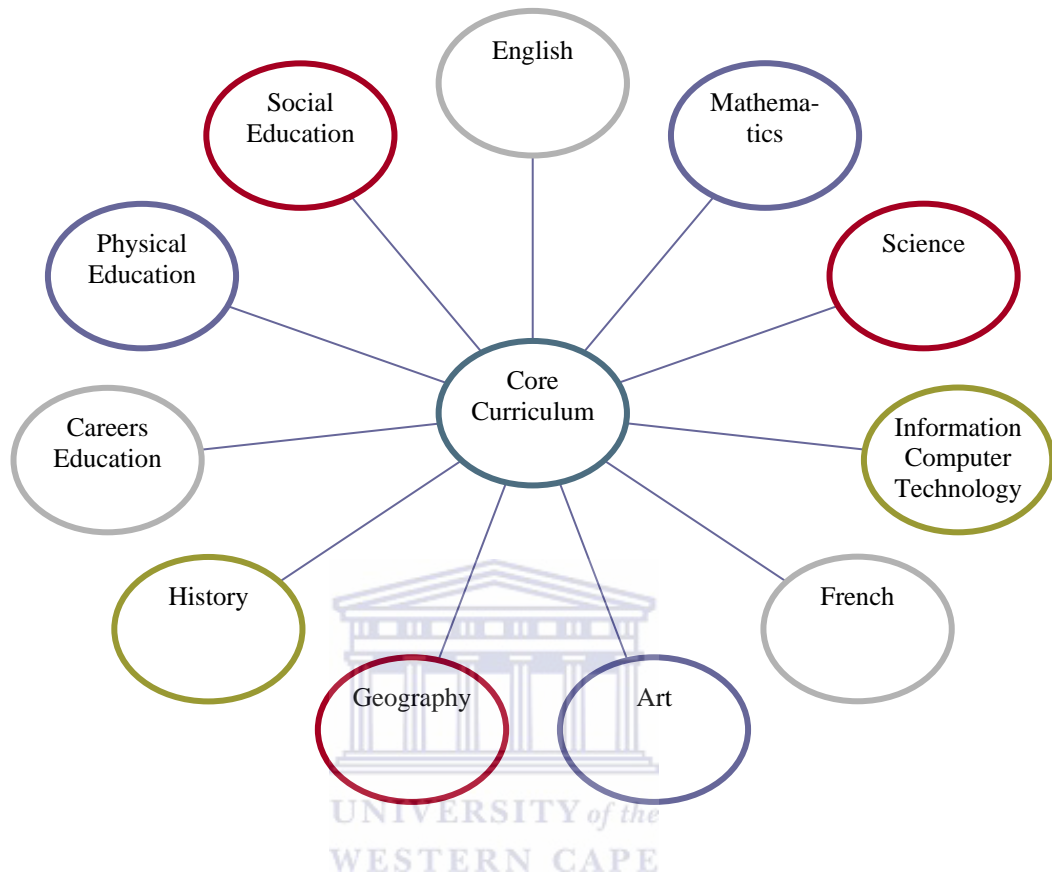 English
Mathema-
tics
Social
Education
Science
Physical
Education
Core
Curriculum
Information
Computer
Technology
Careers
Education
French
History
Art
Geography
UNIVERSITY of the
WESTERN CAPE